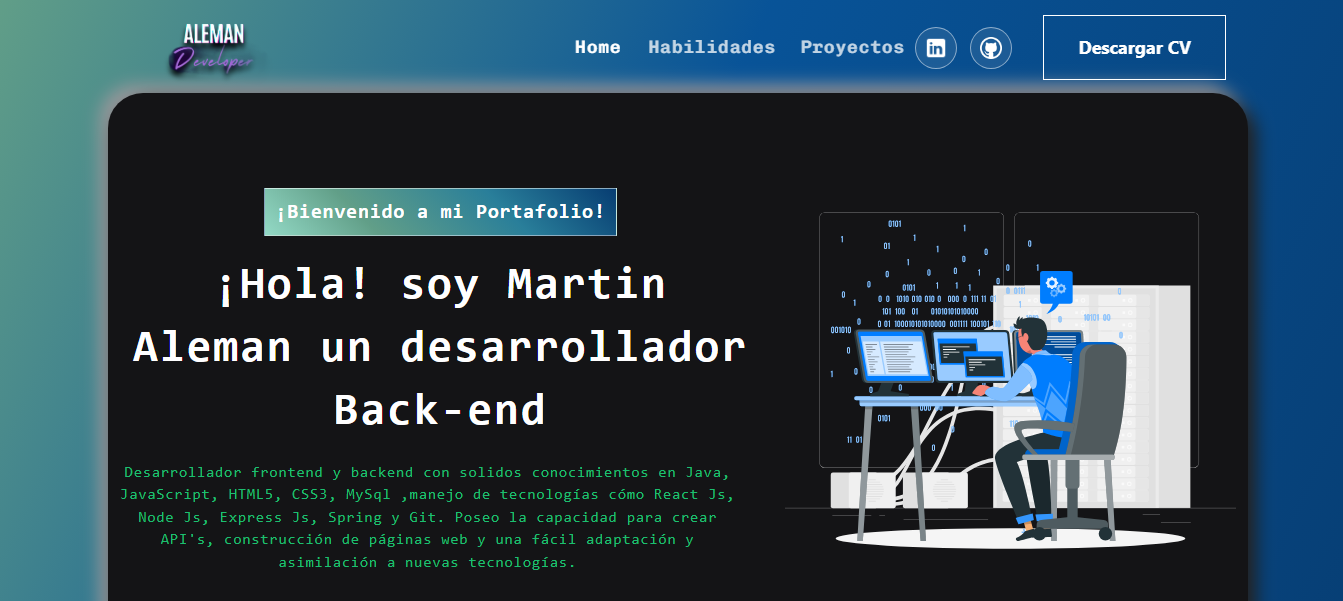 ALEMAN
Developer
Home Habilidades Proyectos
Descargar CV
¡Bienvenido a mi Portafolio!
¡Hola! soy Martin
Aleman un desarrollador
Back-end
Desarrollador frontend y backend con solidos conocimientos en Java,
JavaScript, HTML5, CSS3, MySql ,manejo de tecnologías cómo React Js,
Node Js, Express Js, Spring y Git. Poseo la capacidad para crear
API's, construcción de páginas web y una fácil adaptación y
asimilación a nuevas tecnologías.